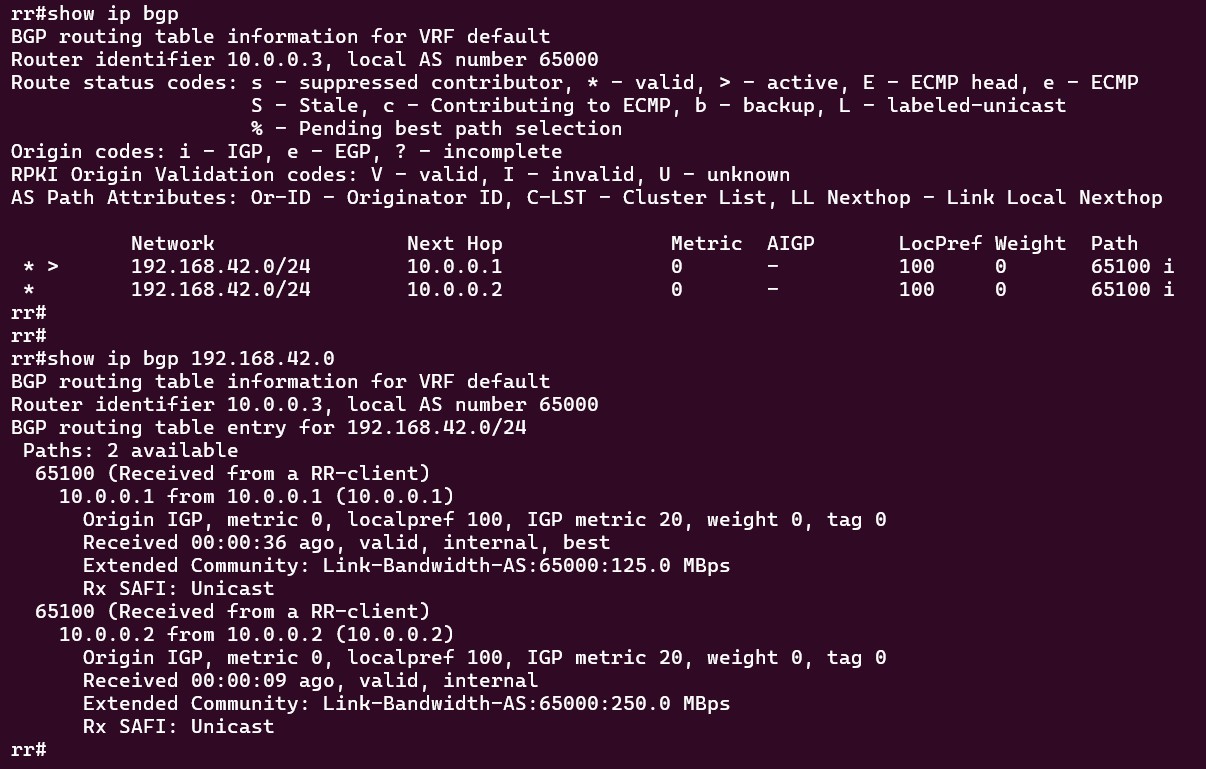 rr#show ip bgp
BGP routing table information for VRF default
Router identifier 10.0.0.3, local AS number 65000
Route status codes: s - suppressed contributor, * - valid, > - active, E - ECMP head, e - ECMP
                    S - Stale, c - Contributing to ECMP, b - backup, L - labeled-unicast
                    % - Pending best path selection
Origin codes: i - IGP, e - EGP, ? - incomplete
RPKI Origin Validation codes: V - valid, I - invalid, U - unknown
AS Path Attributes: Or-ID - Originator ID, C-LST - Cluster List, LL Nexthop - Link Local Nexthop

          Network                Next Hop              Metric  AIGP       LocPref Weight  Path
 * >      192.168.42.0/24        10.0.0.1              0       -          100     0       65100 i
 *        192.168.42.0/24        10.0.0.2              0       -          100     0       65100 i
rr#
rr#
rr#show ip bgp 192.168.42.0
BGP routing table information for VRF default
Router identifier 10.0.0.3, local AS number 65000
BGP routing table entry for 192.168.42.0/24
 Paths: 2 available
  65100 (Received from a RR-client)
    10.0.0.1 from 10.0.0.1 (10.0.0.1)
      Origin IGP, metric 0, localpref 100, IGP metric 20, weight 0, tag 0
      Received 00:00:36 ago, valid, internal, best
      Extended Community: Link-Bandwidth-AS:65000:125.0 MBps
      Rx SAFI: Unicast
  65100 (Received from a RR-client)
    10.0.0.2 from 10.0.0.2 (10.0.0.2)
      Origin IGP, metric 0, localpref 100, IGP metric 20, weight 0, tag 0
      Received 00:00:09 ago, valid, internal
      Extended Community: Link-Bandwidth-AS:65000:250.0 MBps
      Rx SAFI: Unicast
rr#